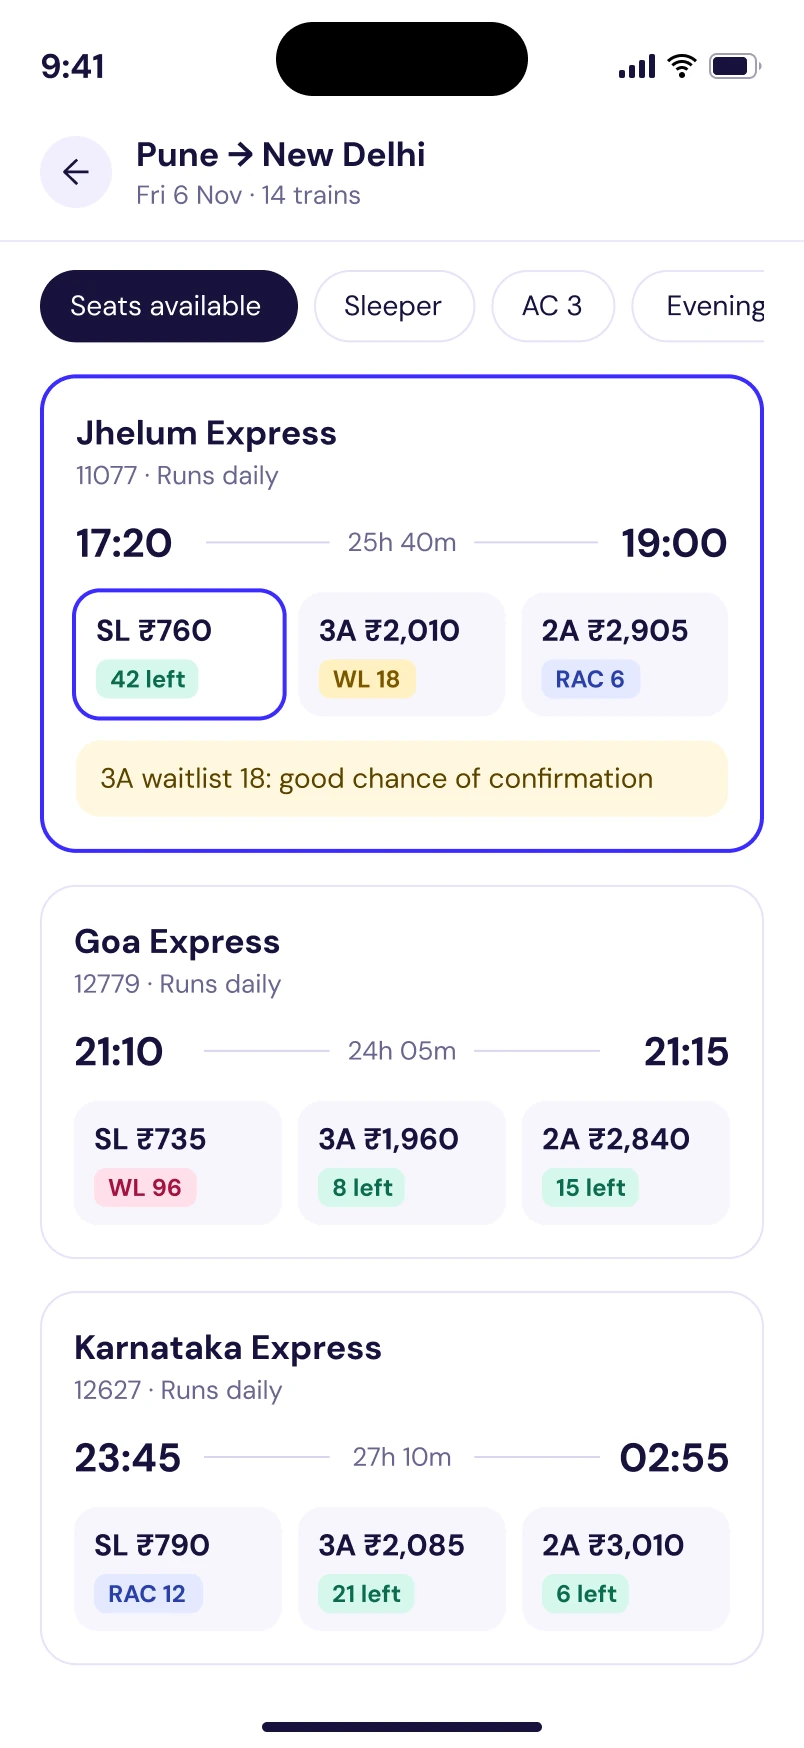 9:41
Pune → New Delhi
Fri 6 Nov · 14 trains
Seats available
Sleeper
AC 3
Evening
Jhelum Express
11077 · Runs daily
17:20 25h 40m 19:00
SL ₹760 3A ₹2,010 2A ₹2,905
42 left WL 18 RAC 6
3A waitlist 18: good chance of confirmation
Goa Express
12779 · Runs daily
21:10 24h 05m 21:15
SL ₹735 3A ₹1,960 2A ₹2,840
WL 96 8 left 15 left
Karnataka Express
12627 · Runs daily
23:45 27h 10m 02:55
SL ₹790 3A ₹2,085 2A ₹3,010
RAC 12 21 left 6 left